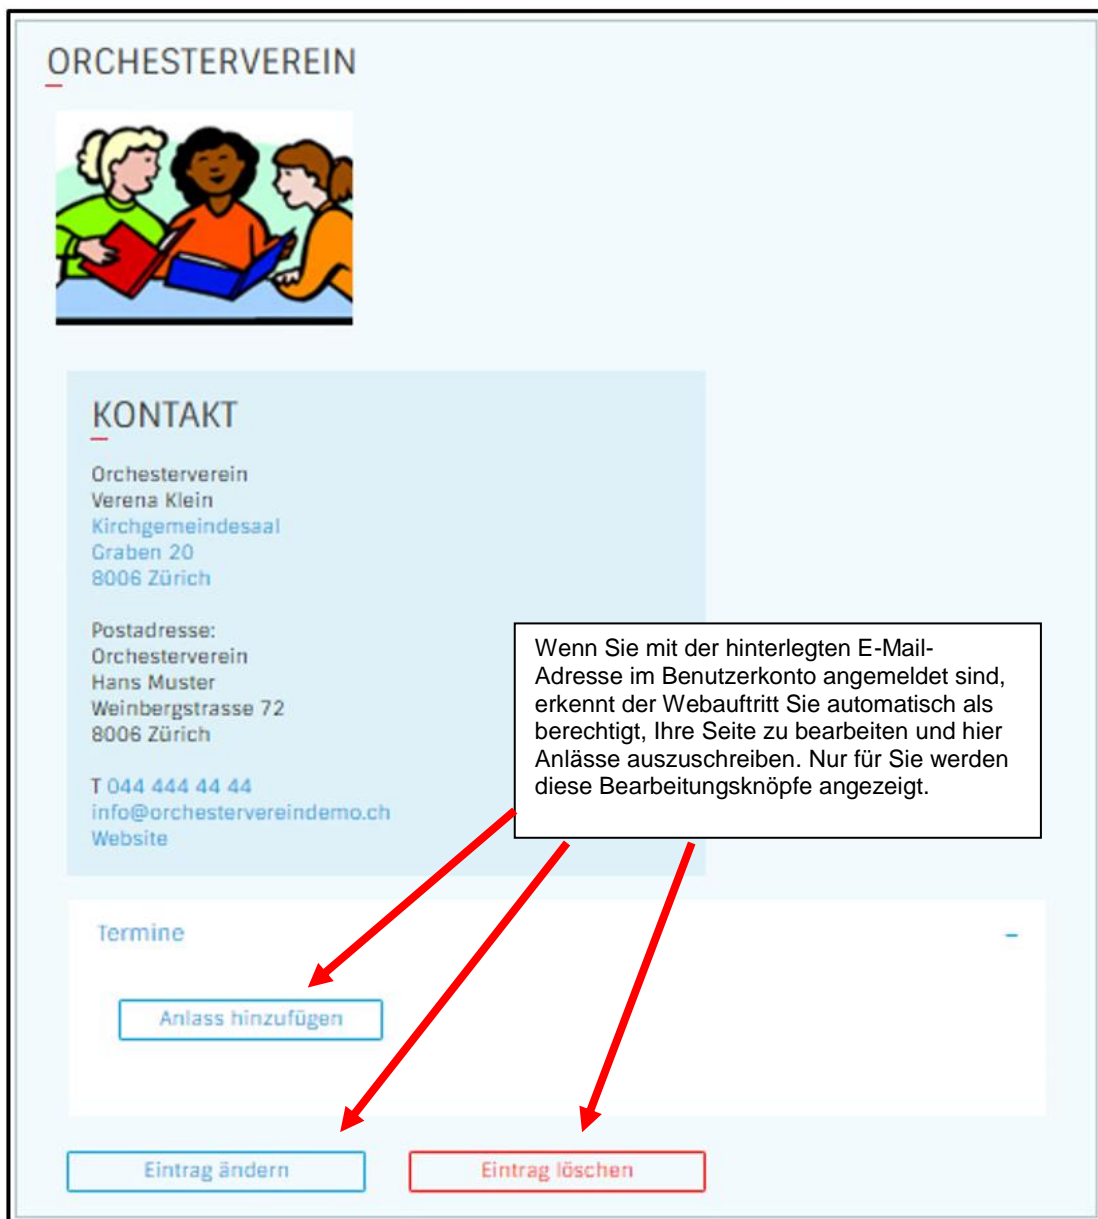 ORCHESTERVEREIN
KONTAKT
Orchesterverein
Verena Klein
Kirchgemeindesaal
Graben 20
8006 Zürich
Postadresse:
Orchesterverein
Hans Muster
Weinbergstrasse 72
8006 Zürich
T 044 444 44 44
info@orchestervereindemo.ch
Website
Wenn Sie mit der hinterlegten E-Mail-
Adresse im Benutzerkonto angemeldet sind,
erkennt der Webauftritt Sie automatisch als
berechtigt, Ihre Seite zu bearbeiten und hier
Anlässe auszuschreiben. Nur für Sie werden
diese Bearbeitungsknöpfe angezeigt.
Termine
Anlass hinzufügen
Eintrag ändern
Eintrag löschen